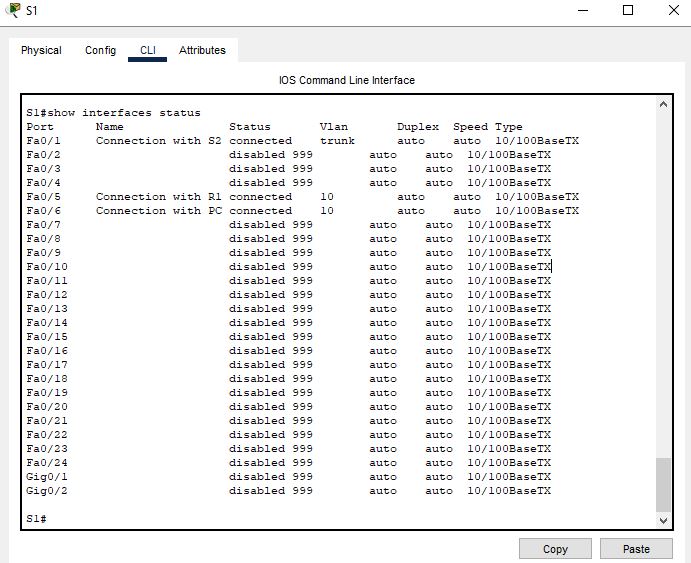 S1
Physical Config CLI Attributes
IOS Command Line Interface
S1#show interfaces status
Port Name Status Vlan Duplex Speed Type
Fa0/1 Connection with S2 connected trunk auto auto 10/100BaseTX
Fa0/2 disabled 999 auto auto 10/100BaseTX
Fa0/3 disabled 999 auto auto 10/100BaseTX
Fa0/4 disabled 999 auto auto 10/100BaseTX
Fa0/5 Connection with R1 connected 10 auto auto 10/100BaseTX
Fa0/6 Connection with PC connected 10 auto auto 10/100BaseTX
Fa0/7 disabled 999 auto auto 10/100BaseTX
Fa0/8 disabled 999 auto auto 10/100BaseTX
Fa0/9 disabled 999 auto auto 10/100BaseTX
Fa0/10 disabled 999 auto auto 10/100BaseTX
Fa0/11 disabled 999 auto auto 10/100BaseTX
Fa0/12 disabled 999 auto auto 10/100BaseTX
Fa0/13 disabled 999 auto auto 10/100BaseTX
Fa0/14 disabled 999 auto auto 10/100BaseTX
Fa0/15 disabled 999 auto auto 10/100BaseTX
Fa0/16 disabled 999 auto auto 10/100BaseTX
Fa0/17 disabled 999 auto auto 10/100BaseTX
Fa0/18 disabled 999 auto auto 10/100BaseTX
Fa0/19 disabled 999 auto auto 10/100BaseTX
Fa0/20 disabled 999 auto auto 10/100BaseTX
Fa0/21 disabled 999 auto auto 10/100BaseTX
Fa0/22 disabled 999 auto auto 10/100BaseTX
Fa0/23 disabled 999 auto auto 10/100BaseTX
Fa0/24 disabled 999 auto auto 10/100BaseTX
Gig0/1 disabled 999 auto auto 10/100BaseTX
Gig0/2 disabled 999 auto auto 10/100BaseTX
S1#
Copy Paste